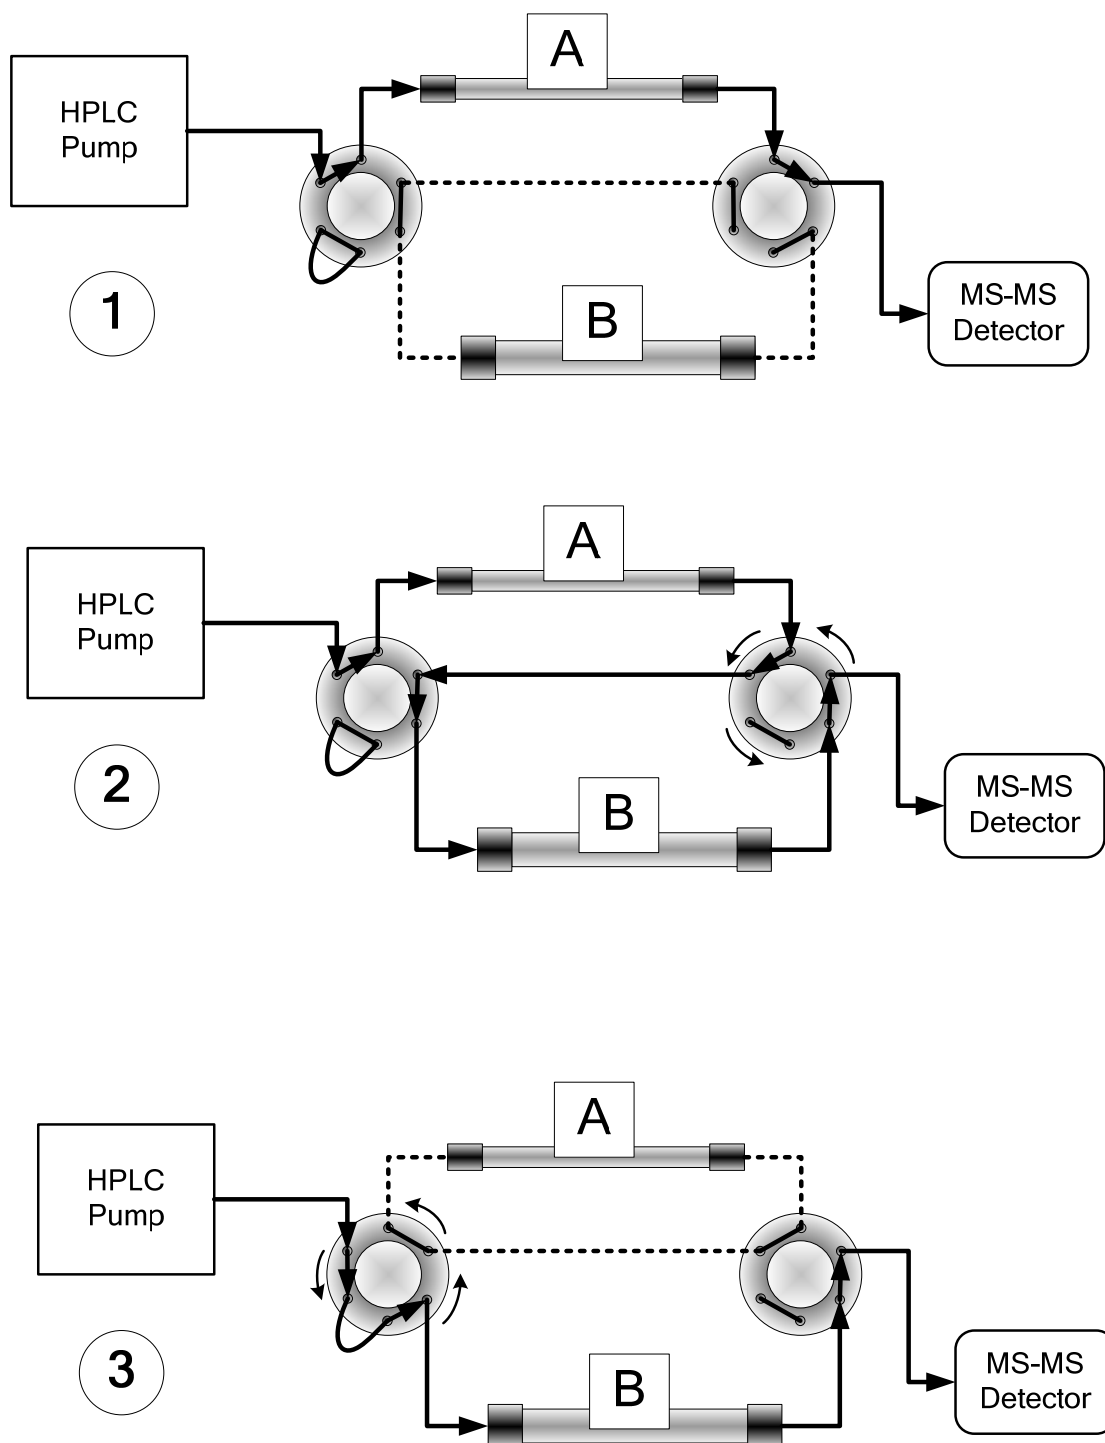 A
HPLC
Pump
1
B
MS-MS
Detector
A
HPLC
Pump
2
B
MS-MS
Detector
A
HPLC
Pump
3
B
MS-MS
Detector